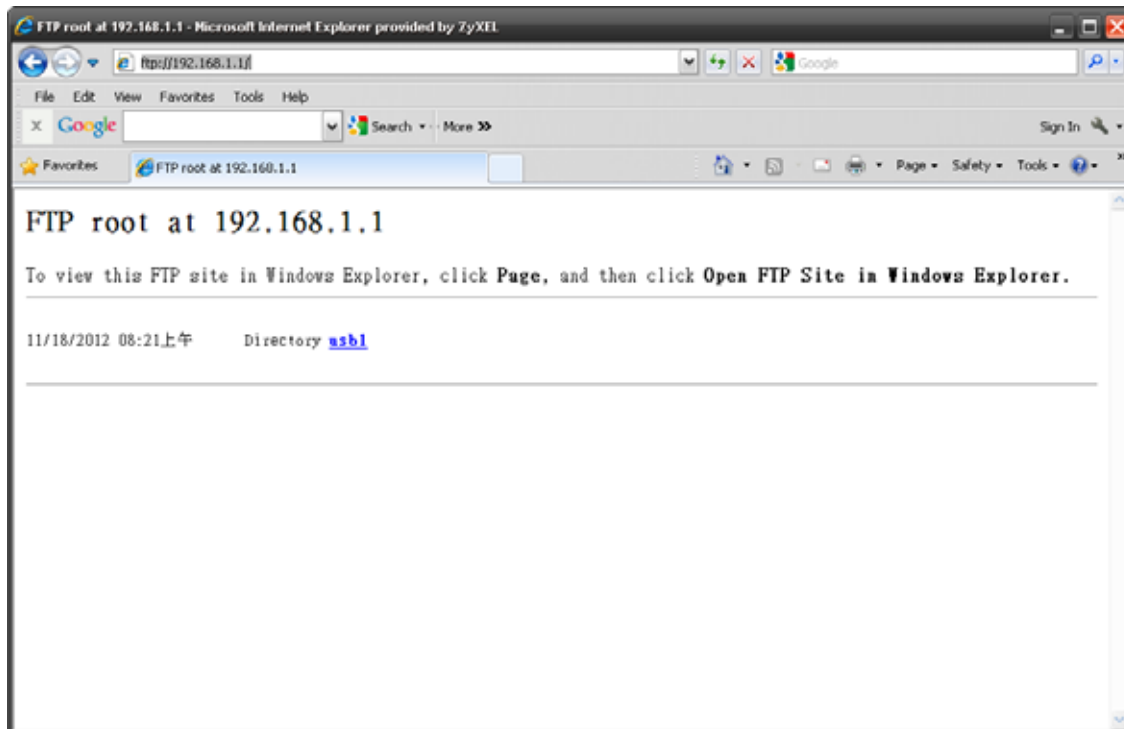 FTP root at 192.168.1.1 - Microsoft Internet Explorer provided by ZyXEL
ftp://192.168.1.1/
Google
File Edit View Favorites Tools Help
x Google Search More »
Sign In
Favorites FTP root at 192.168.1.1 Page Safety Tools »
FTP root at 192.168.1.1
To view this FTP site in Windows Explorer, click Page, and then click Open FTP Site in Windows Explorer.
11/18/2012 08:21上午 Directory usb1